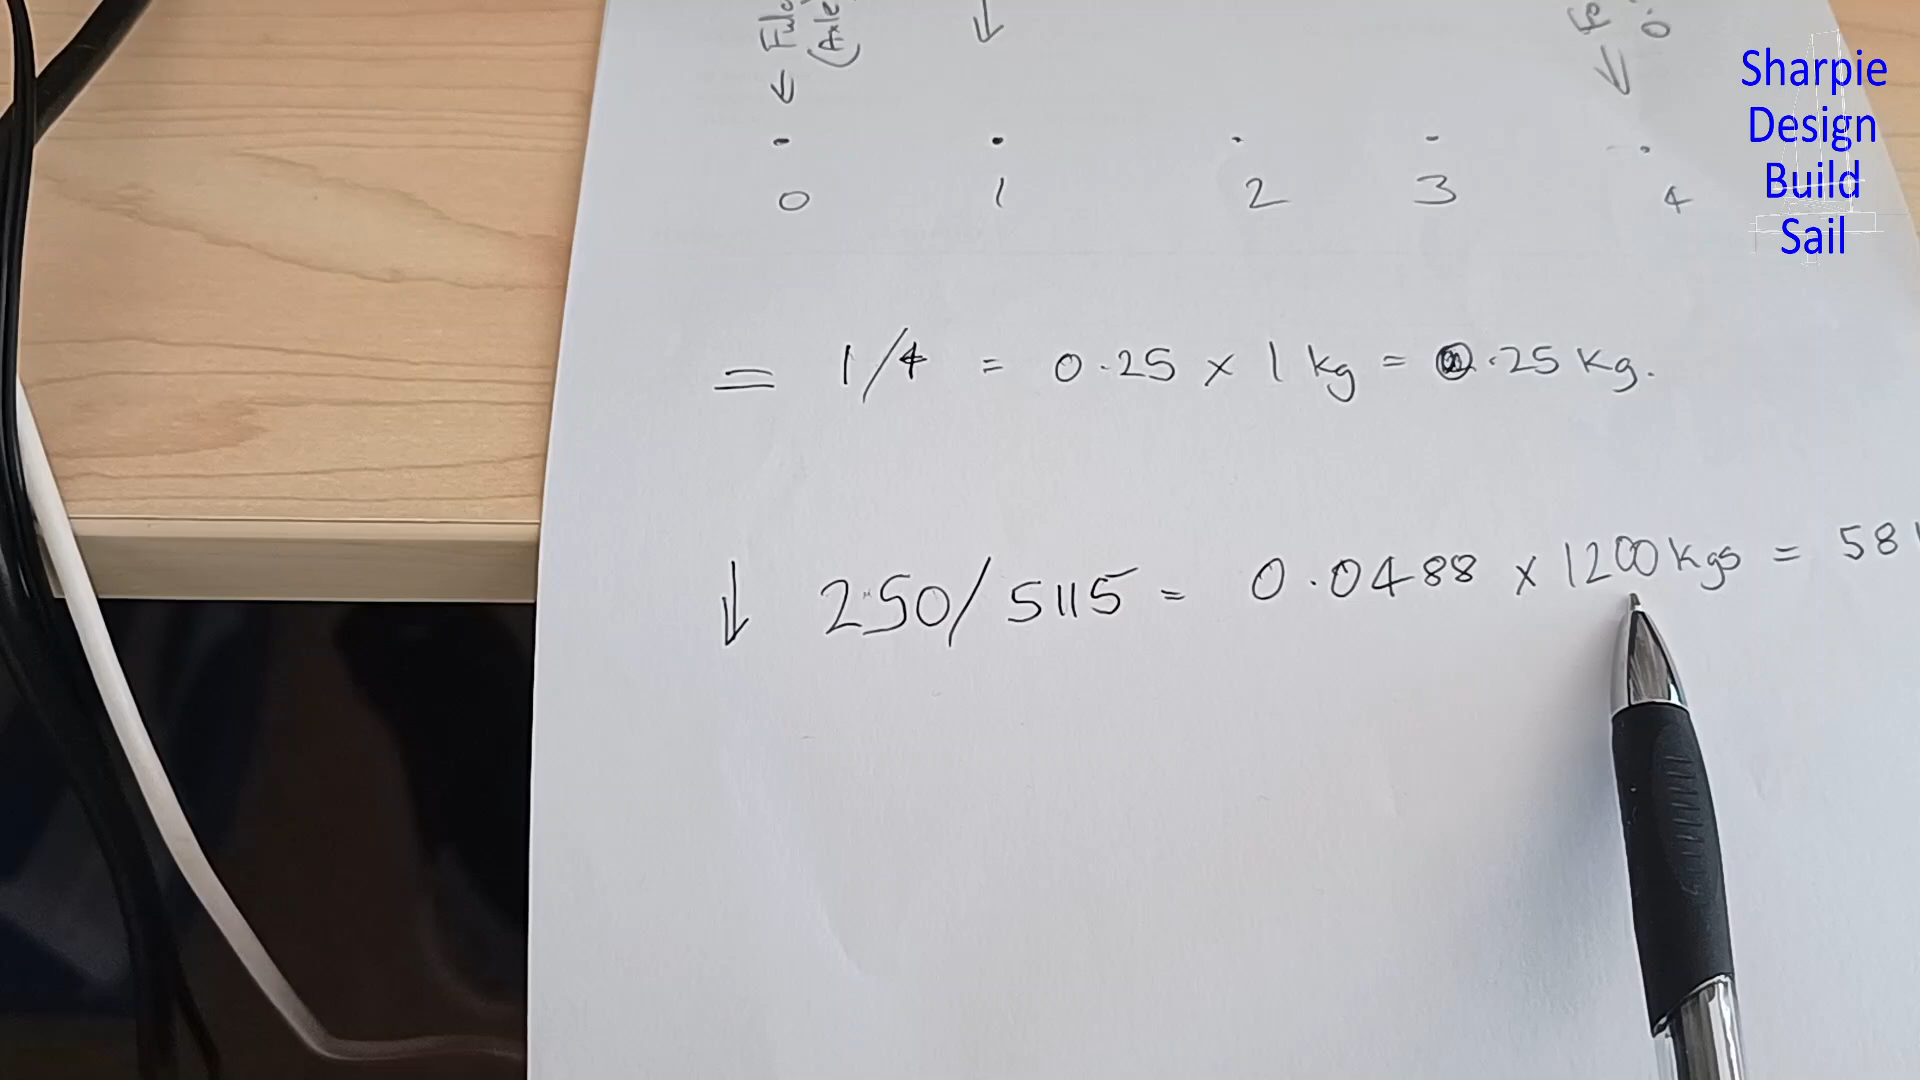 (Axle
0 1 2 3 4
= 1/4 = 0.25 x 1 kg = 0.25 kg.
↓ 250/5115 = 0.0488 x 1200 kgs = 58
Sharpie
Design
Build
Sail